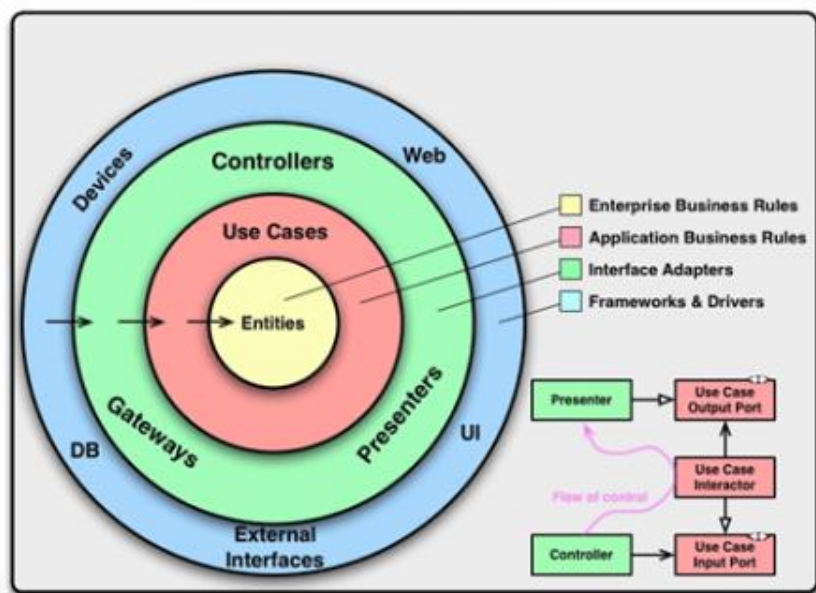 Devices
Web
Controllers
Use Cases
Entities
Gateways
Presenters
DB
UI
External
Interfaces
Enterprise Business Rules
Application Business Rules
Interface Adapters
Frameworks & Drivers
Presenter
Use Case
Output Port
Flow of control
Use Case
Interactor
Controller
Use Case
Input Port